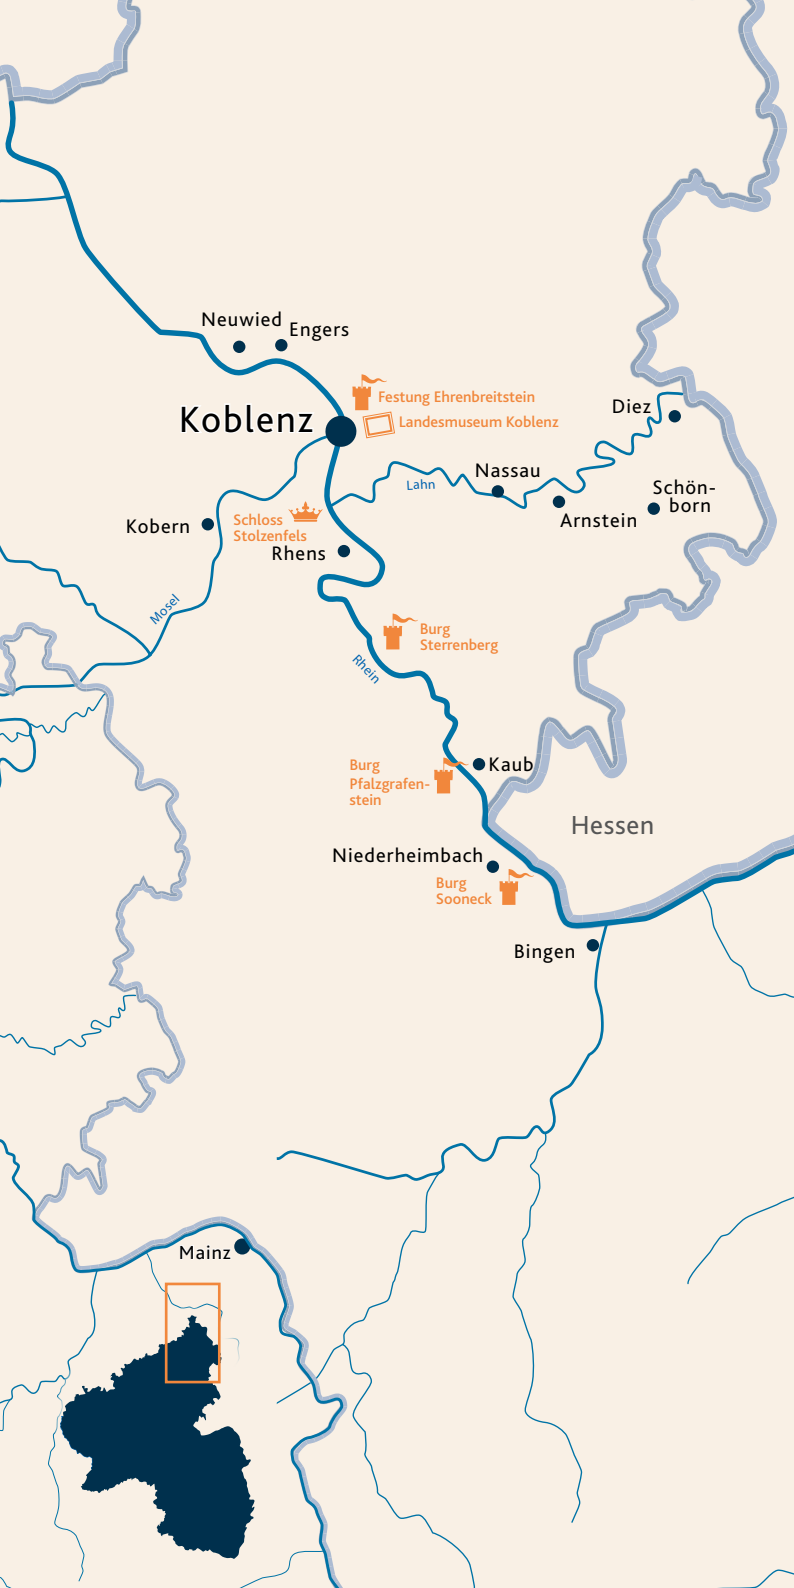 Neuwied
Engers
Festung Ehrenbreitstein
Koblenz
Landesmuseum Koblenz
Diez
Nassau
Lahn
Schön-
born
Arnstein
Kobern
Schloss
Stolzenfels
Rhens
Mosel
Burg
Sterrenberg
Rhein
Burg
Pfalzgrafen-
stein
Kaub
Hessen
Niederheimbach
Burg
Sooneck
Bingen
Mainz